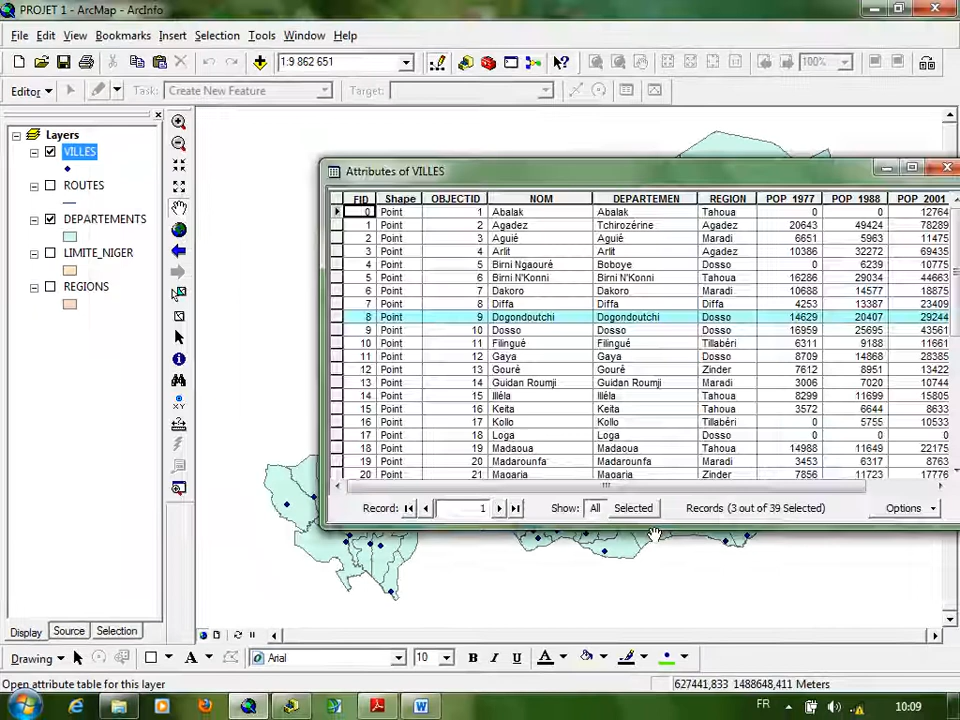 PROJET 1 - ArcMap - ArcInfo
File Edit View Bookmarks Insert Selection Tools Window Help
1:9 862 651 100%
Editor Task: Create New Feature Target:
Layers
VILLES
ROUTES
DEPARTEMENTS
LIMITE_NIGER
REGIONS
Attributes of VILLES
FID Shape OBJECTID NOM DEPARTEMEN REGION POP_1977 POP_1988 POP_2001
0 Point 1 Abalak Abalak Tahoua 0 0 12764
1 Point 2 Agadez Tchirozérine Agadez 20643 49424 78289
2 Point 3 Aguié Aguié Maradi 6651 5963 11475
3 Point 4 Arlit Arlit Agadez 10386 32272 69435
4 Point 5 Birni Ngaouré Boboye Dosso 0 6239 10775
5 Point 6 Birni N'Konni Birni N'Konni Tahoua 16286 29034 44663
6 Point 7 Dakoro Dakoro Maradi 10688 14577 18875
7 Point 8 Diffa Diffa Diffa 4253 13387 23409
8 Point 9 Dogondoutchi Dogondoutchi Dosso 14629 20407 29244
9 Point 10 Dosso Dosso Dosso 16959 25695 43561
10 Point 11 Filingué Filingué Tillabéri 6311 9188 11661
11 Point 12 Gaya Gaya Dosso 8709 14868 28385
12 Point 13 Gouré Gouré Zinder 7612 8951 13422
13 Point 14 Guidan Roumji Guidan Roumji Maradi 3006 7020 10744
14 Point 15 Illéla Illéla Tahoua 8299 11699 15805
15 Point 16 Keita Keita Tahoua 3572 6644 8633
16 Point 17 Kollo Kollo Tillabéri 0 5755 10533
17 Point 18 Loga Loga Dosso 0 0 0
18 Point 19 Madaoua Madaoua Tahoua 14988 11649 22175
19 Point 20 Madarounfa Madarounfa Maradi 3453 6317 8763
20 Point 21 Magaria Magaria Zinder 7856 11723 17776
Record: 1 Show: All Selected Records (3 out of 39 Selected) Options
Display Source Selection
Drawing A Arial 10 B I U A
Open attribute table for this layer 627441,833 1488648,411 Meters
FR 10:09